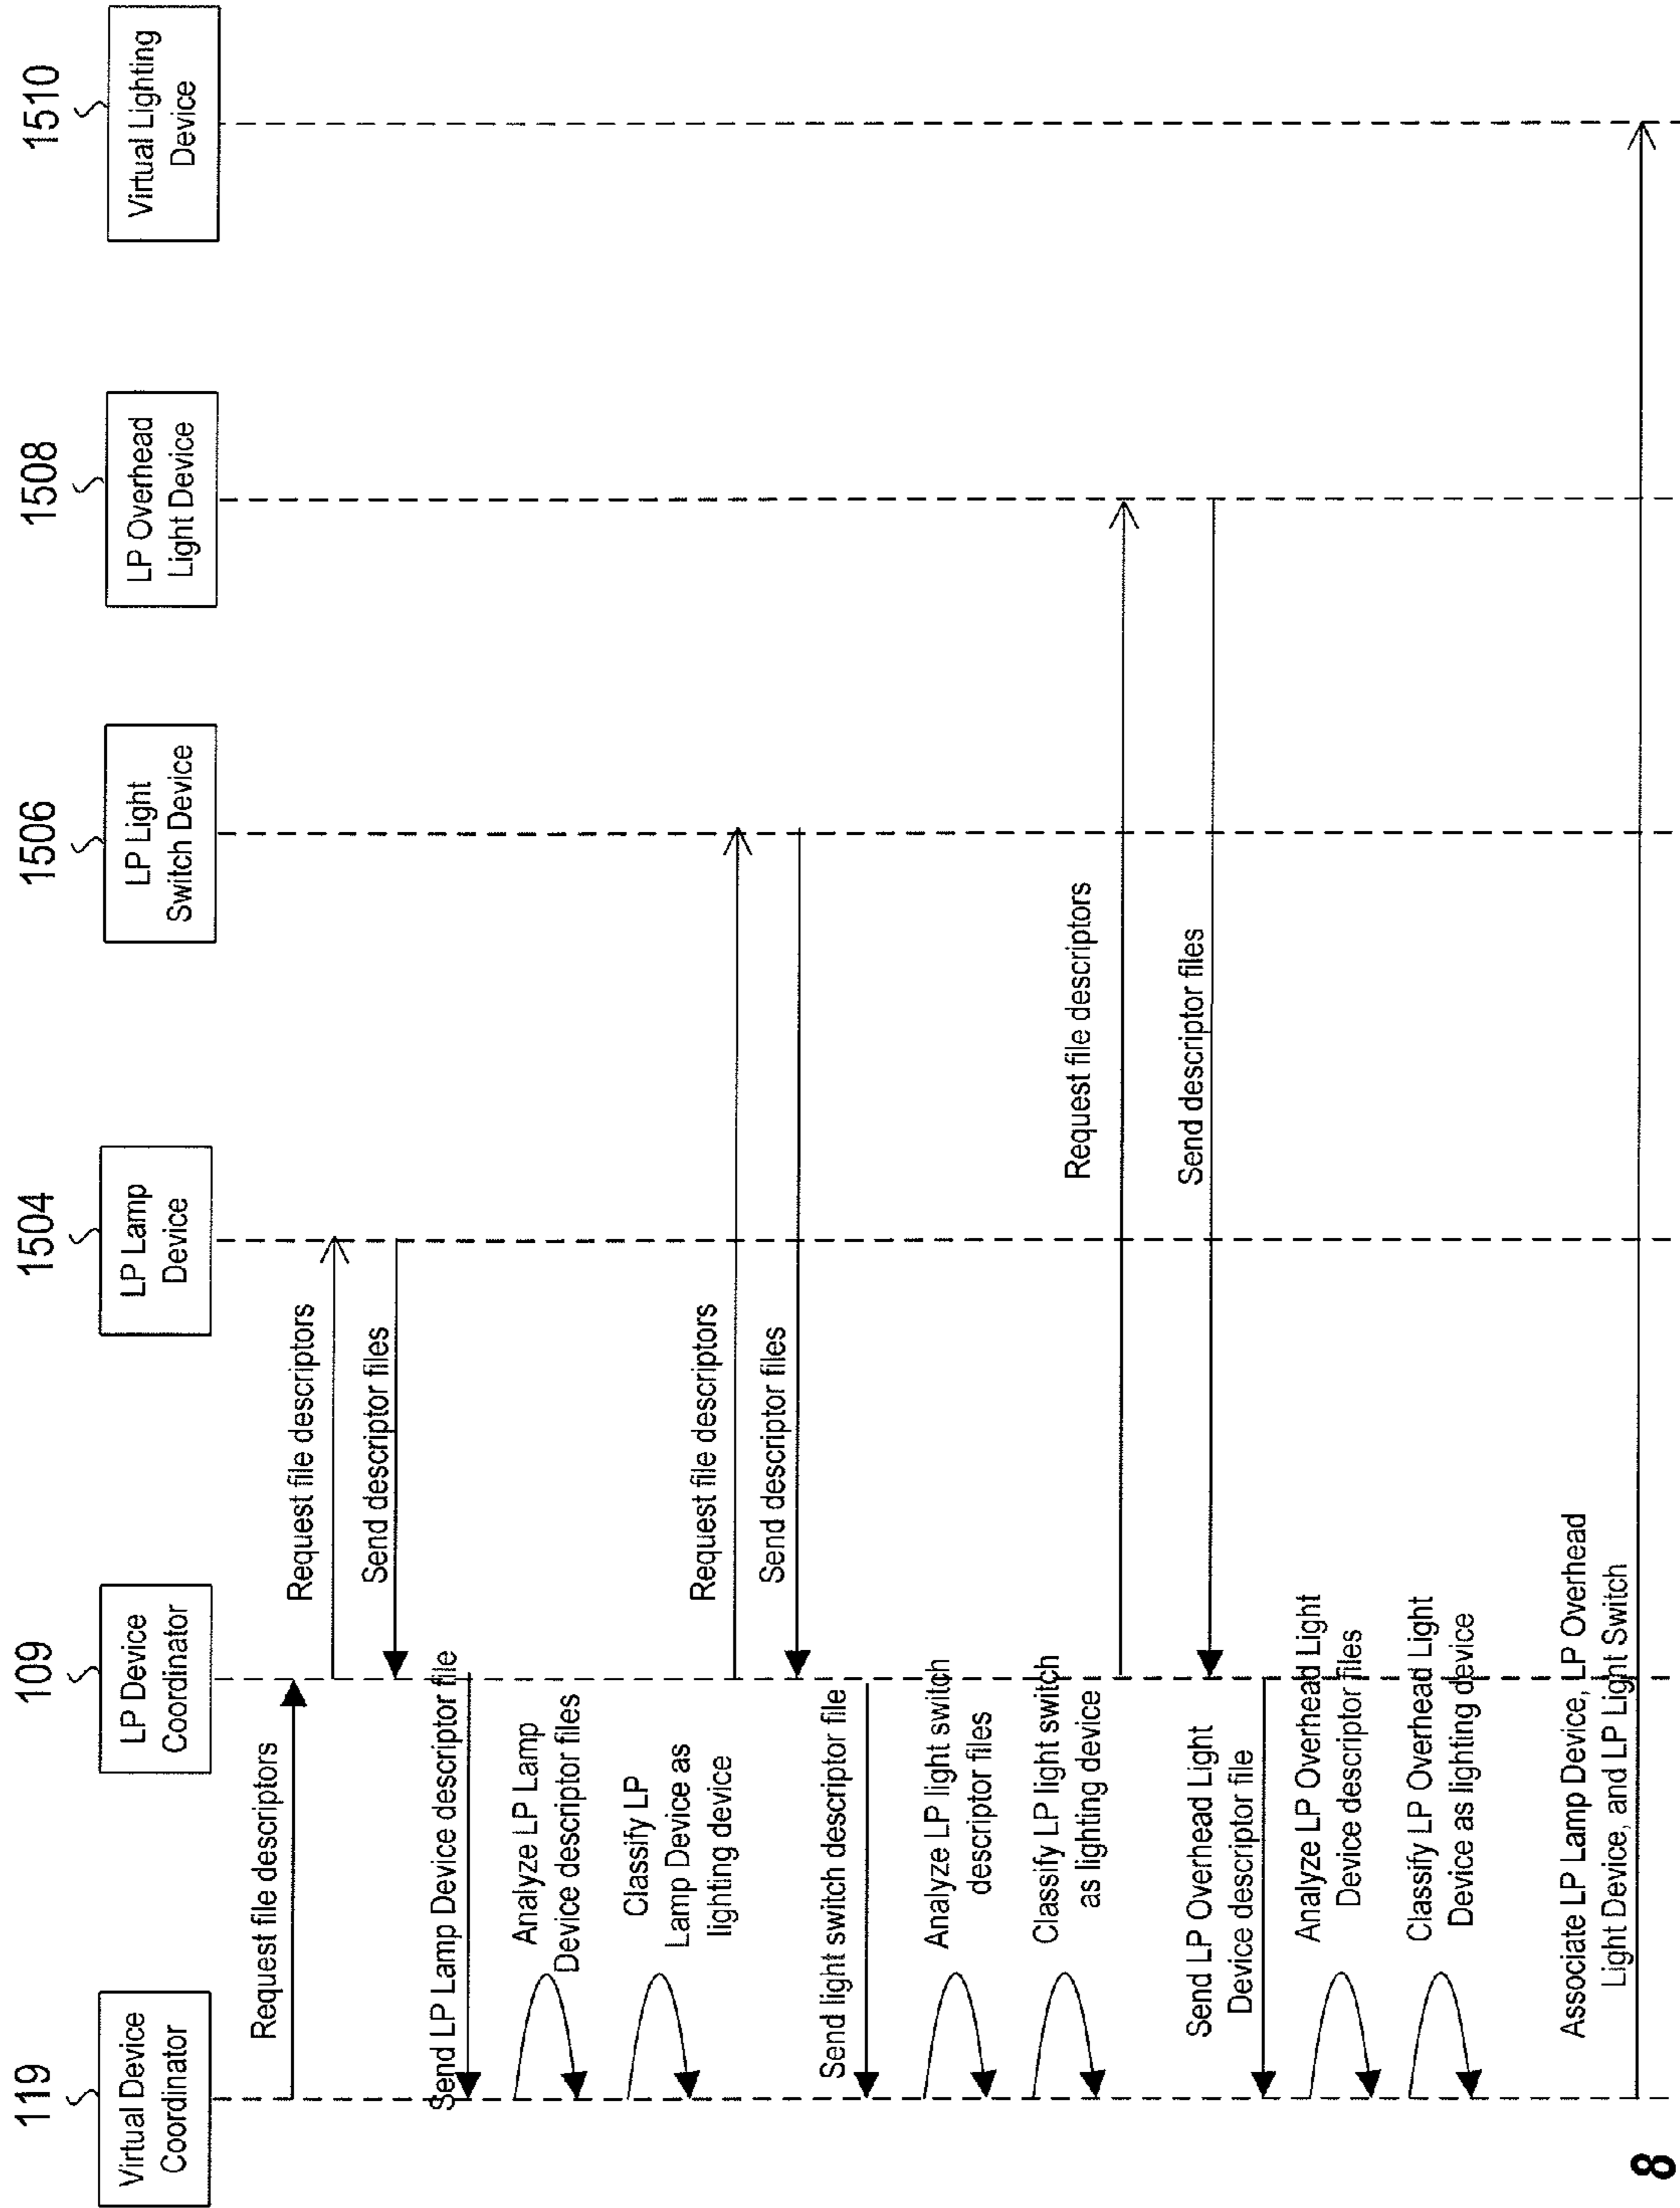 119
Virtual Device
Coordinator
109
LP Device
Coordinator
1504
LP Lamp
Device
1506
LP Light
Switch Device
1508
LP Overhead
Light Device
1510
Virtual Lighting
Device
Request file descriptors
Request file descriptors
Send descriptor files
Send LP Lamp Device descriptor file
Analyze LP Lamp
Device descriptor files
Classify LP
Lamp Device as
lighting device
Request file descriptors
Send descriptor files
Send light switch descriptor file
Analyze LP light switch
descriptor files
Classify LP light switch
as lighting device
Request file descriptors
Send descriptor files
Send LP Overhead Light
Device descriptor file
Analyze LP Overhead Light
Device descriptor files
Classify LP Overhead Light
Device as lighting device
Associate LP Lamp Device, LP Overhead
Light Device, and LP Light Switch
8